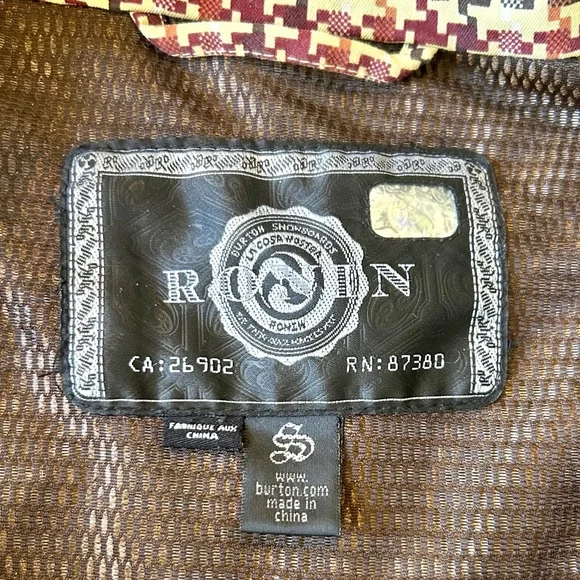 BURTON SNOWBOARDS
LA COSA NOSTRA
RONIN
RONIN
CA:26902
RN:87380
FABRIQUE AUX
CHINA
S
www.
burton.com
made in
china